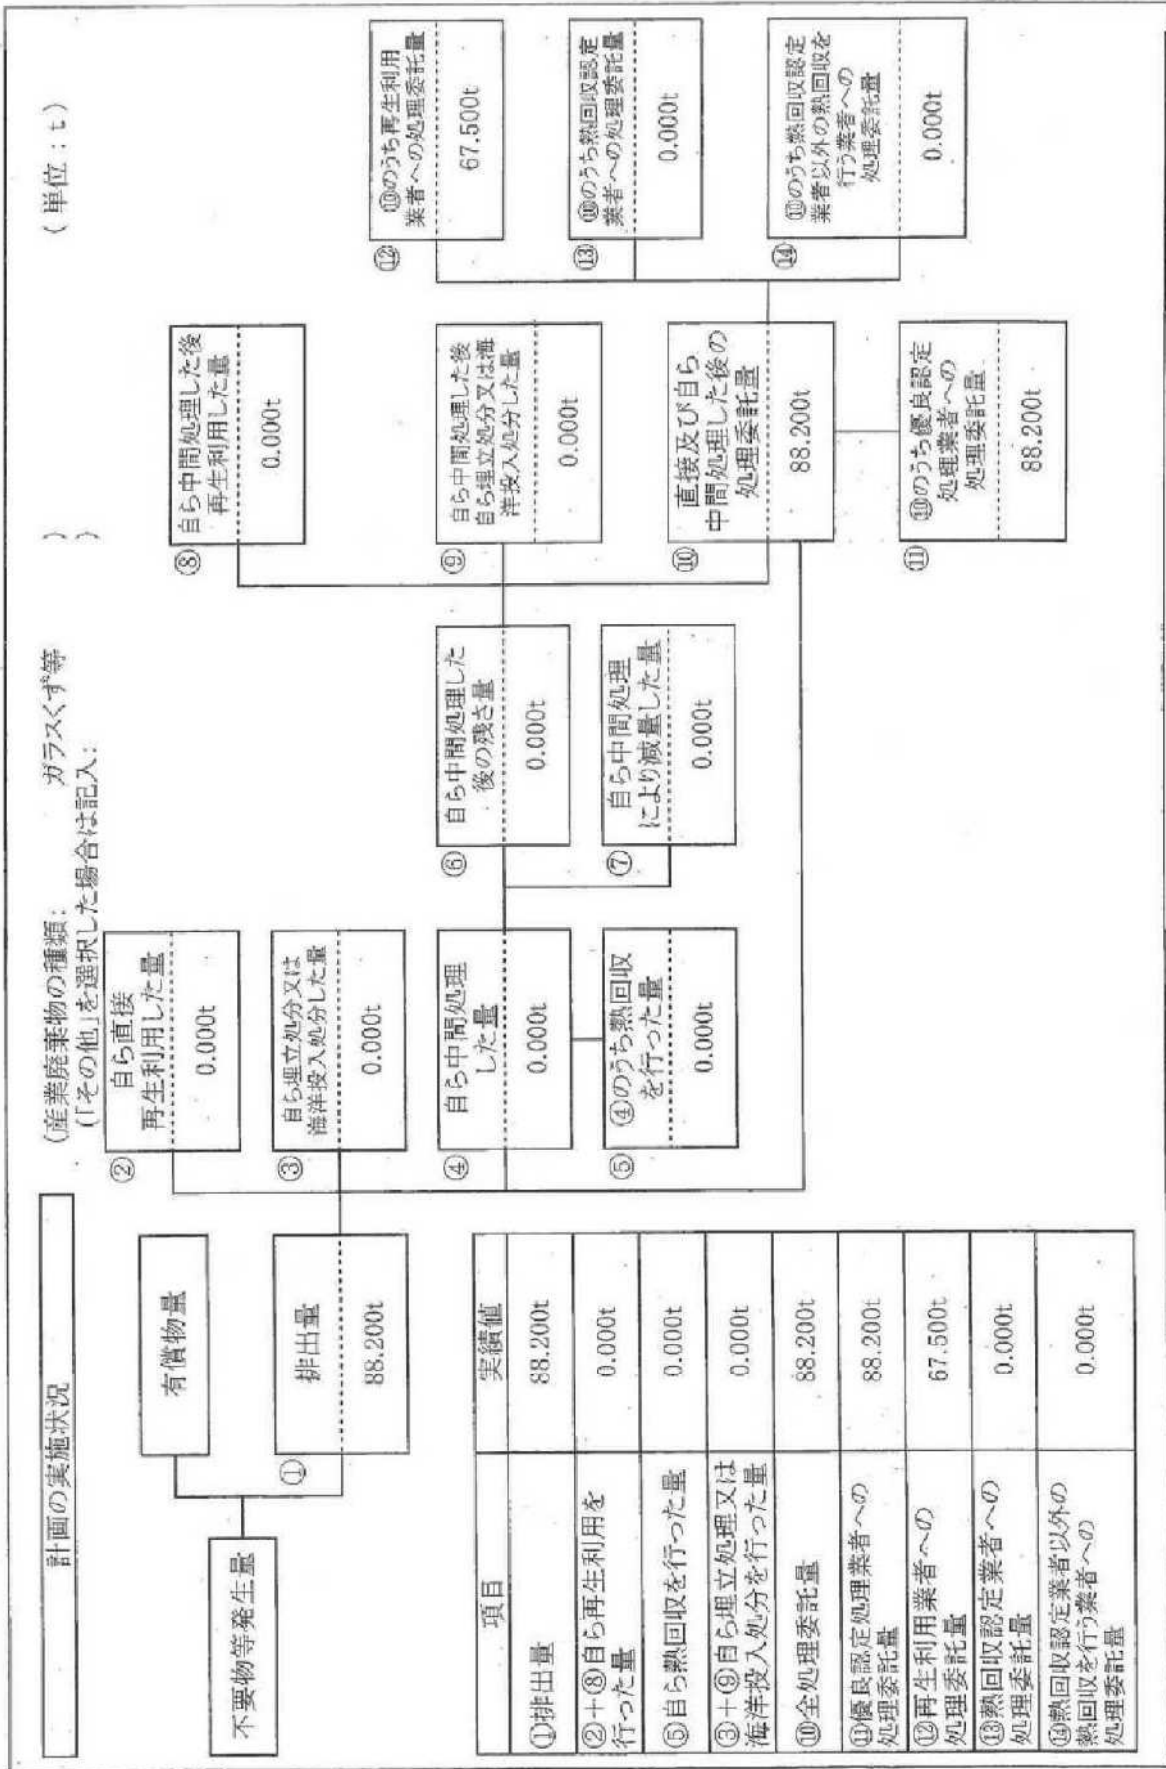 計画の実施状況
(産業廃棄物の種類: ガラスくず等 )
(「その他」を選択した場合は記入: )
(単位:t)
不要物等発生量
有償物量
①
排出量
88.200t
②
自ら直接
再生利用した量
0.000t
③
自ら埋立処分又は
海洋投入処分した量
0.000t
④
自ら中間処理
した量
0.000t
⑤
④のうち熱回収
を行った量
0.000t
⑥
自ら中間処理した
後の残さ量
0.000t
⑦
自ら中間処理
により減量した量
0.000t
⑧
自ら中間処理した後
再生利用した量
0.000t
⑨
自ら中間処理した後
自ら埋立処分又は海
洋投入処分した量
0.000t
⑩
直接及び自ら
中間処理した後の
処理委託量
88.200t
⑪
⑩のうち優良認定
処理業者への
処理委託量
88.200t
⑫
⑩のうち再生利用
業者への処理委託量
67.500t
⑬
⑩のうち熱回収認定
業者への処理委託量
0.000t
⑭
⑩のうち熱回収認定
業者以外の熱回収を
行う業者への
処理委託量
0.000t
項目 実績値
①排出量 88.200t
②+⑧自ら再生利用を
行った量 0.000t
⑤自ら熱回収を行った量 0.000t
③+⑨自ら埋立処理又は
海洋投入処分を行った量 0.000t
⑩全処理委託量 88.200t
⑪優良認定処理業者への
処理委託量 88.200t
⑫再生利用業者への
処理委託量 67.500t
⑬熱回収認定業者への
処理委託量 0.000t
⑭熱回収認定業者以外の
熱回収を行う業者への
処理委託量 0.000t